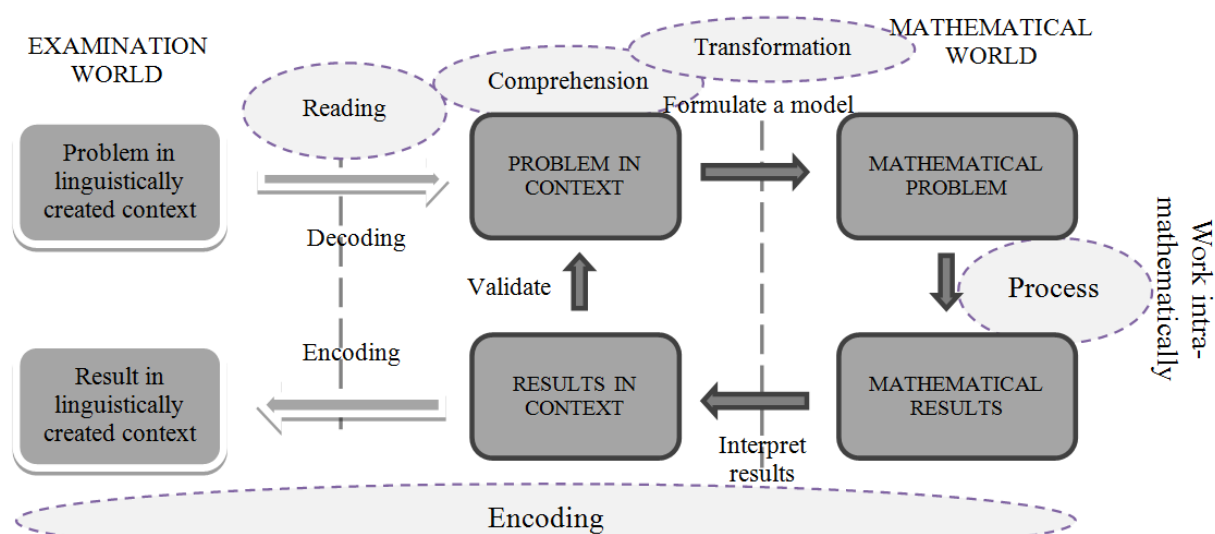 EXAMINATION
WORLD
Reading
Comprehension
Transformation
MATHEMATICAL
WORLD
Formulate a model
Problem in
linguistically
created context
Decoding
PROBLEM IN
CONTEXT
MATHEMATICAL
PROBLEM
Validate
Process
Work intra-
mathematically
Encoding
Result in
linguistically
created context
RESULTS IN
CONTEXT
MATHEMATICAL
RESULTS
Interpret
results
Encoding